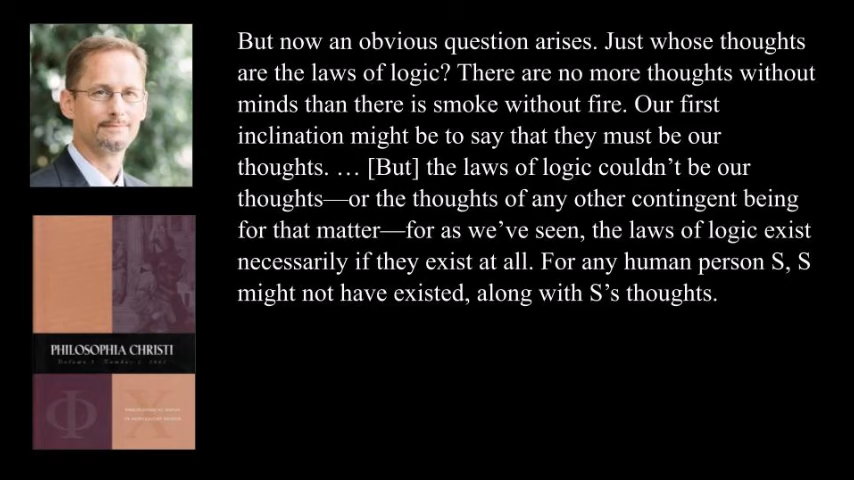 But now an obvious question arises. Just whose thoughts
are the laws of logic? There are no more thoughts without
minds than there is smoke without fire. Our first
inclination might be to say that they must be our
thoughts. … [But] the laws of logic couldn’t be our
thoughts—or the thoughts of any other contingent being
for that matter—for as we’ve seen, the laws of logic exist
necessarily if they exist at all. For any human person S, S
might not have existed, along with S’s thoughts.
PHILOSOPHIA CHRISTI
Φ X